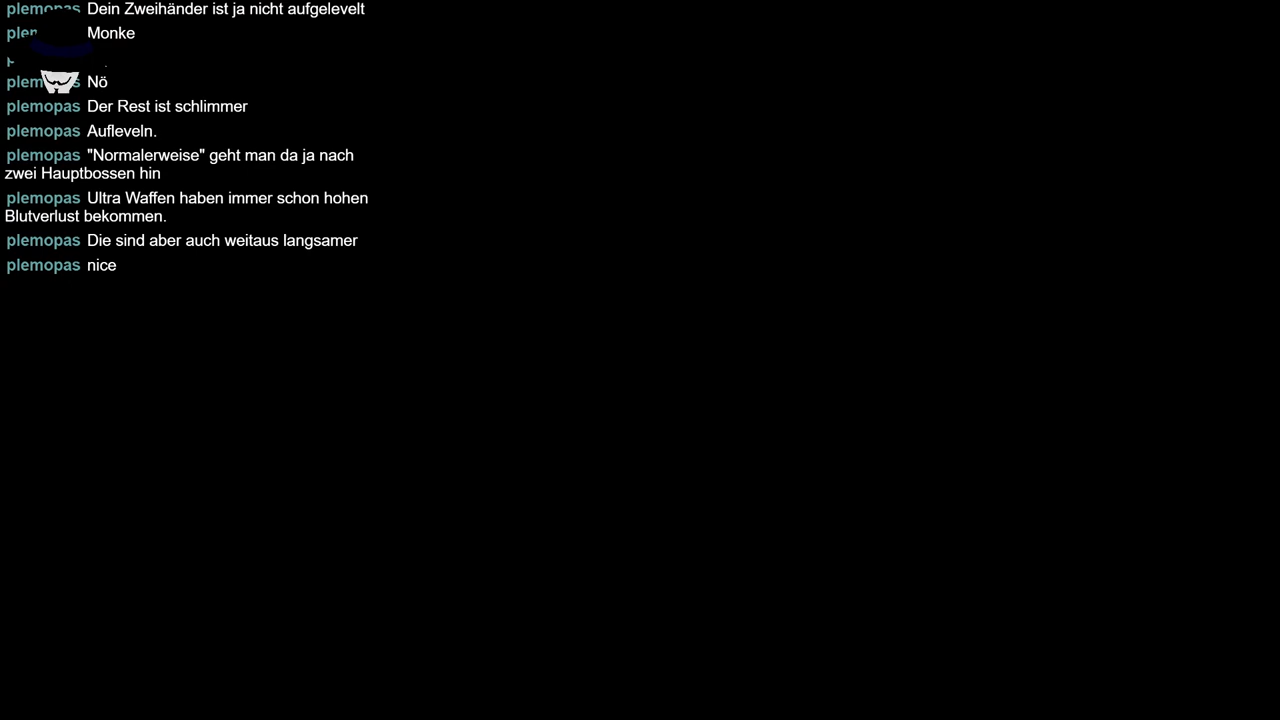 plemopas Dein Zweihänder ist ja nicht aufgelevelt
Monke
plemopas Nö
plemopas Der Rest ist schlimmer
plemopas Aufleveln.
plemopas "Normalerweise" geht man da ja nach
zwei Hauptbossen hin
plemopas Ultra Waffen haben immer schon hohen
Blutverlust bekommen.
plemopas Die sind aber auch weitaus langsamer
plemopas nice